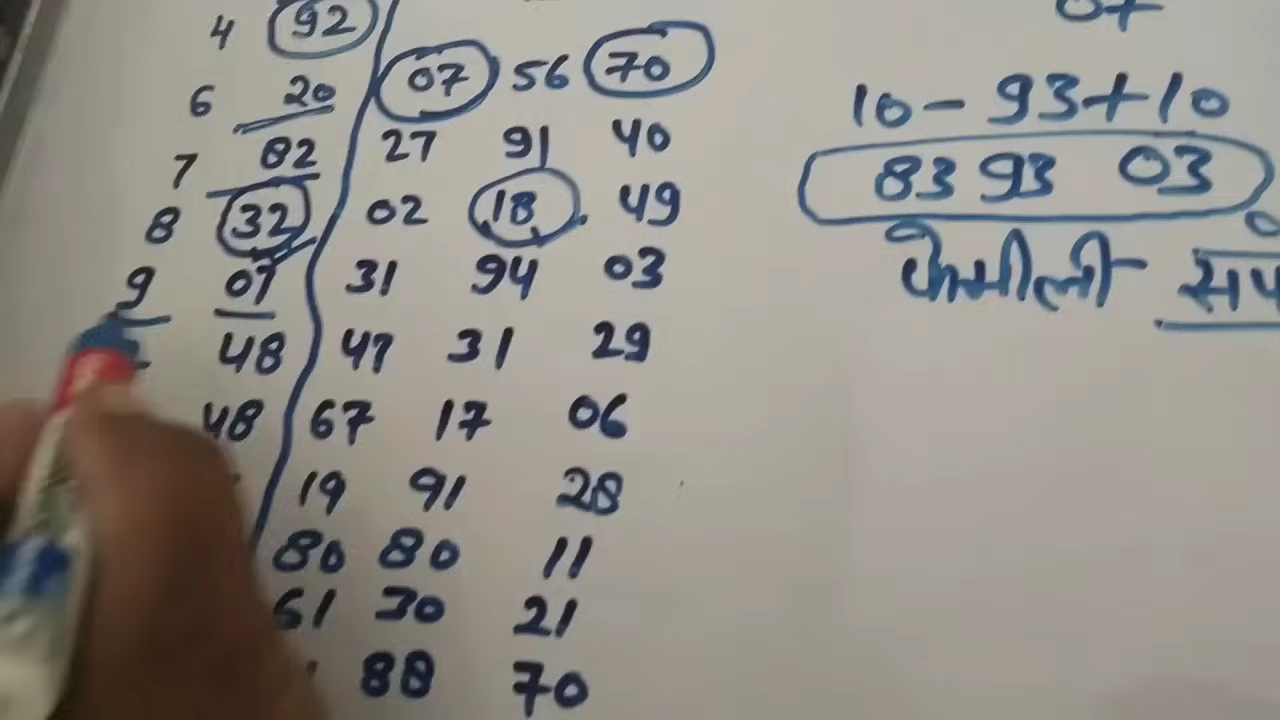 4 92
6 20 07 56 70
7 82 27 91 40
8 32 02 18. 49
9 07 31 94 03
48 47 31 29
48 67 17 06
19 91 28
80 80 11
61 30 21
88 70
10 - 93 + 10
83 93 03
फेमीली -